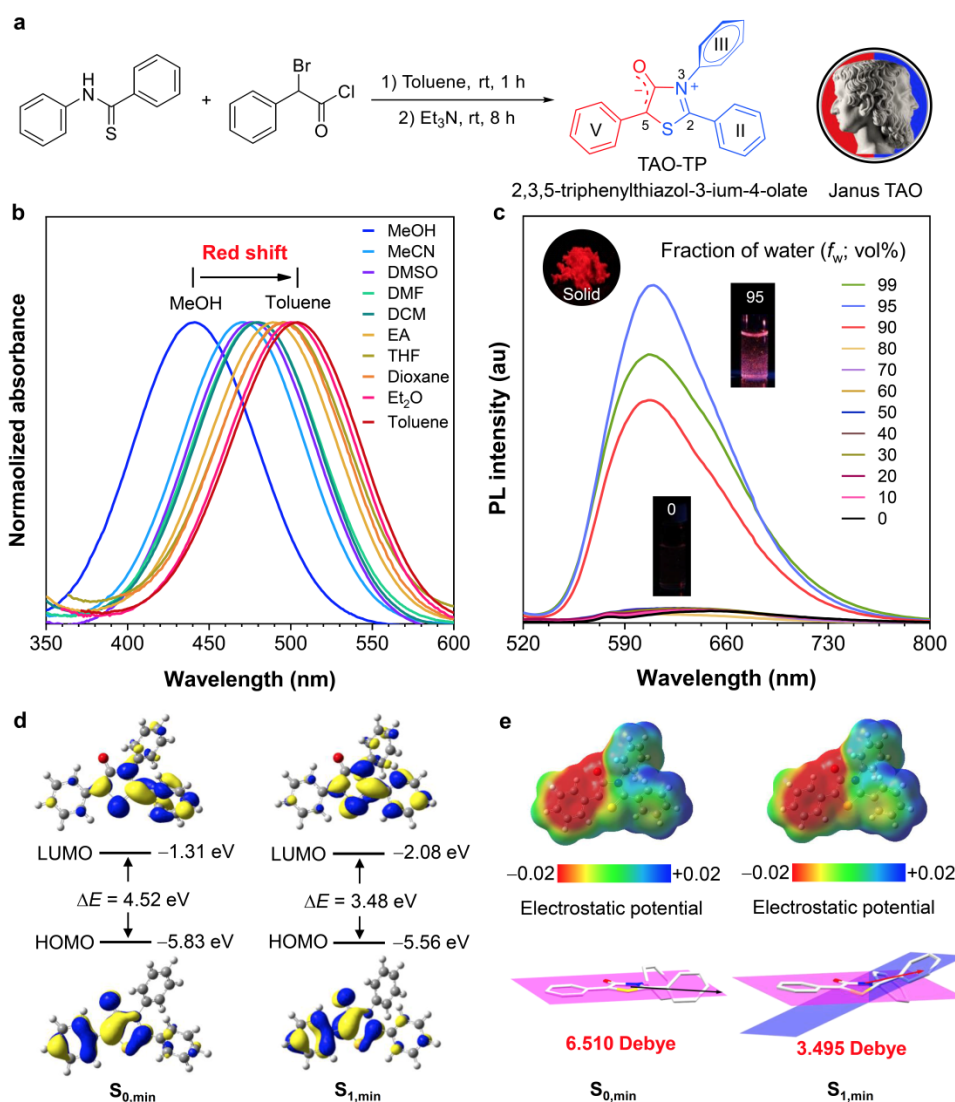 a
H
N
S
+
Br
Cl
O
1) Toluene, rt, 1 h
2) Et₃N, rt, 8 h
O
−
III
3
N+
V
5
S
2
II
TAO-TP
2,3,5-triphenylthiazol-3-ium-4-olate
Janus TAO
b
Normaolized absorbance
Red shift
MeOH
Toluene
MeOH
MeCN
DMSO
DMF
DCM
EA
THF
Dioxane
Et₂O
Toluene
350 400 450 500 550 600
Wavelength (nm)
c
PL intensity (au)
Solid
Fraction of water (fw; vol%)
95
0
99
95
90
80
70
60
50
40
30
20
10
0
520 590 660 730 800
Wavelength (nm)
d
LUMO −1.31 eV
ΔE = 4.52 eV
HOMO −5.83 eV
S0.min
LUMO −2.08 eV
ΔE = 3.48 eV
HOMO −5.56 eV
S1,min
e
−0.02 +0.02
Electrostatic potential
−0.02 +0.02
Electrostatic potential
6.510 Debye
S0,min
3.495 Debye
S1,min